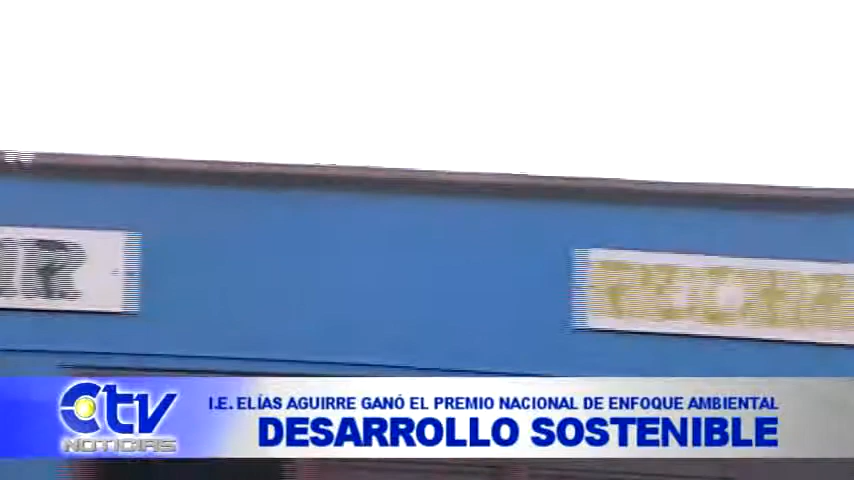 I.E. ELÍAS AGUIRRE GANÓ EL PREMIO NACIONAL DE ENFOQUE AMBIENTAL
DESARROLLO SOSTENIBLE
Ctv
NOTICIAS